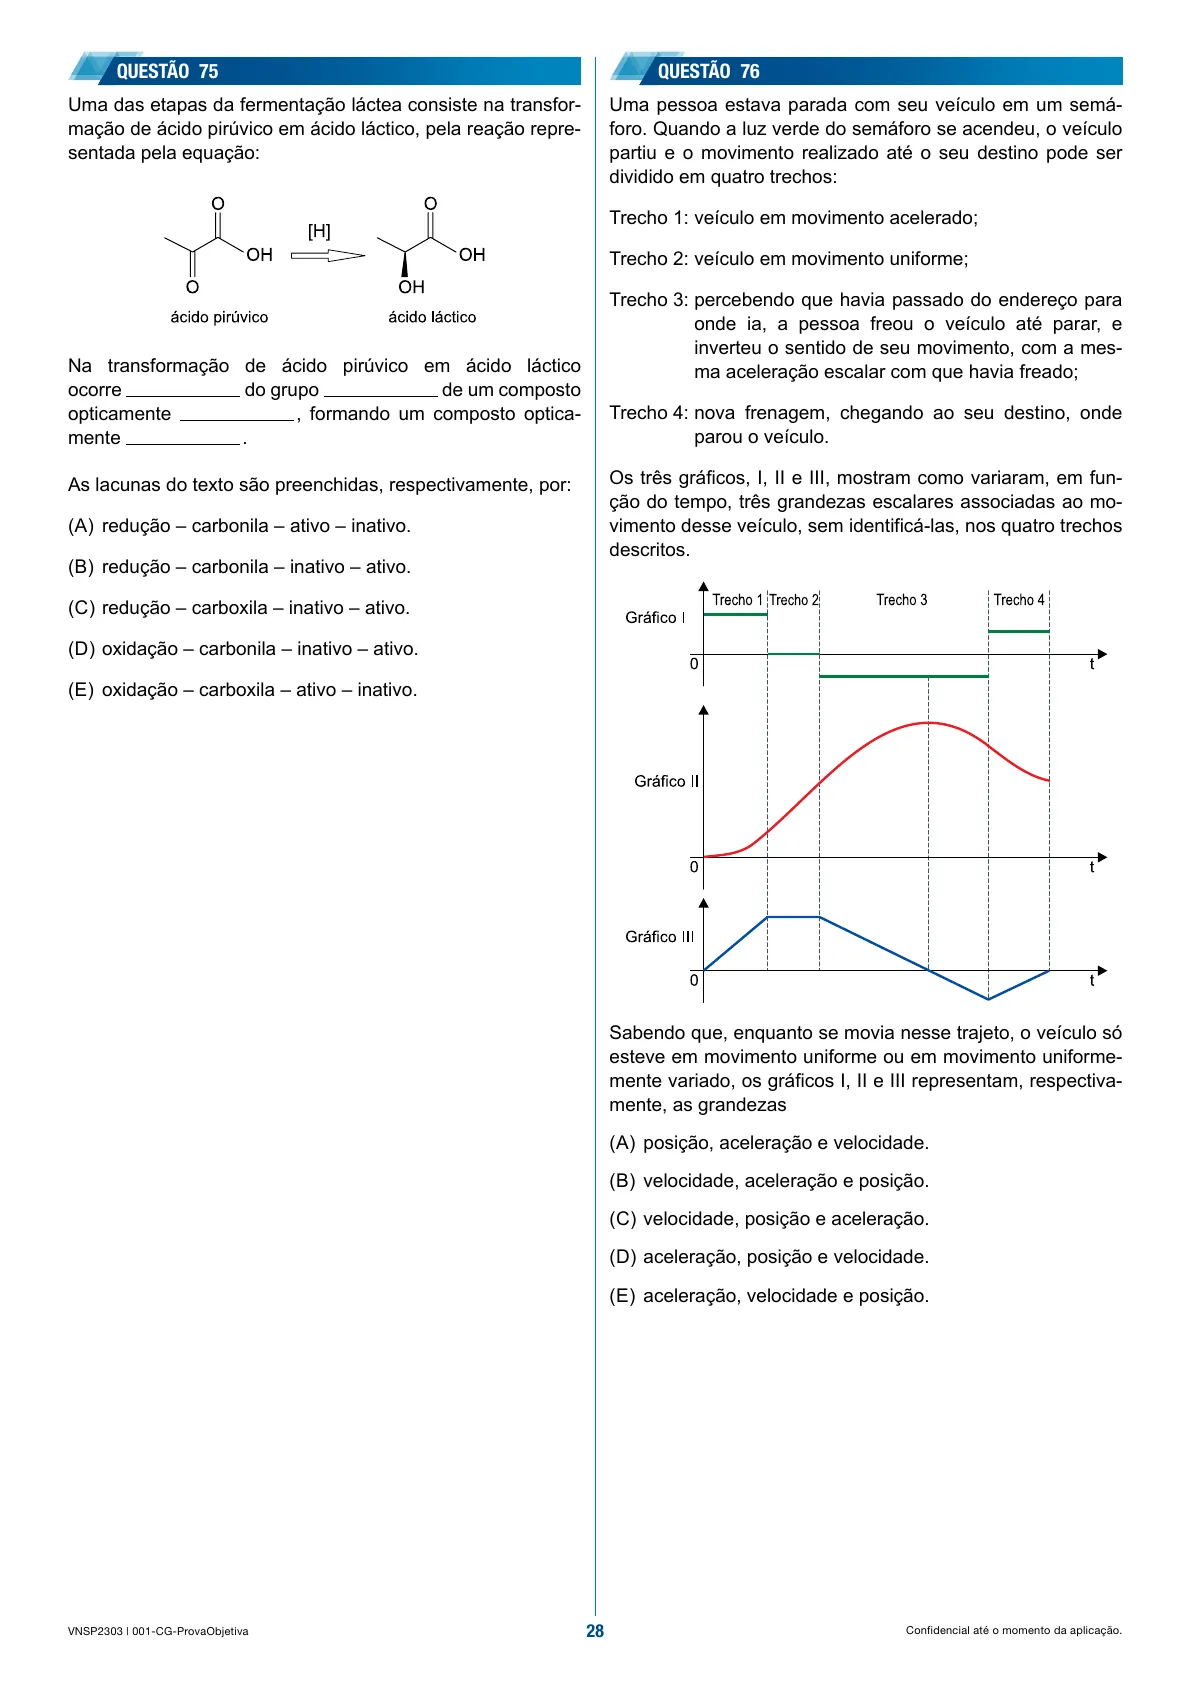 QUESTÃO 75
Uma das etapas da fermentação láctea consiste na transfor-
mação de ácido pirúvico em ácido láctico, pela reação repre-
sentada pela equação:
O
OH
O
[H]
O
OH
OH
ácido pirúvico
ácido láctico
Na transformação de ácido pirúvico em ácido láctico
ocorre ___________ do grupo ___________ de um composto
opticamente ___________, formando um composto optica-
mente ___________.
As lacunas do texto são preenchidas, respectivamente, por:
(A) redução – carbonila – ativo – inativo.
(B) redução – carbonila – inativo – ativo.
(C) redução – carboxila – inativo – ativo.
(D) oxidação – carbonila – inativo – ativo.
(E) oxidação – carboxila – ativo – inativo.
QUESTÃO 76
Uma pessoa estava parada com seu veículo em um semá-
foro. Quando a luz verde do semáforo se acendeu, o veículo
partiu e o movimento realizado até o seu destino pode ser
dividido em quatro trechos:
Trecho 1: veículo em movimento acelerado;
Trecho 2: veículo em movimento uniforme;
Trecho 3: percebendo que havia passado do endereço para
onde ia, a pessoa freou o veículo até parar, e
inverteu o sentido de seu movimento, com a mes-
ma aceleração escalar com que havia freado;
Trecho 4: nova frenagem, chegando ao seu destino, onde
parou o veículo.
Os três gráficos, I, II e III, mostram como variaram, em fun-
ção do tempo, três grandezas escalares associadas ao mo-
vimento desse veículo, sem identificá-las, nos quatro trechos
descritos.
Trecho 1 Trecho 2 Trecho 3 Trecho 4
Gráfico I
0 t
Gráfico II
0 t
Gráfico III
0 t
Sabendo que, enquanto se movia nesse trajeto, o veículo só
esteve em movimento uniforme ou em movimento uniforme-
mente variado, os gráficos I, II e III representam, respectiva-
mente, as grandezas
(A) posição, aceleração e velocidade.
(B) velocidade, aceleração e posição.
(C) velocidade, posição e aceleração.
(D) aceleração, posição e velocidade.
(E) aceleração, velocidade e posição.
VNSP2303 | 001-CG-ProvaObjetiva
28
Confidencial até o momento da aplicação.